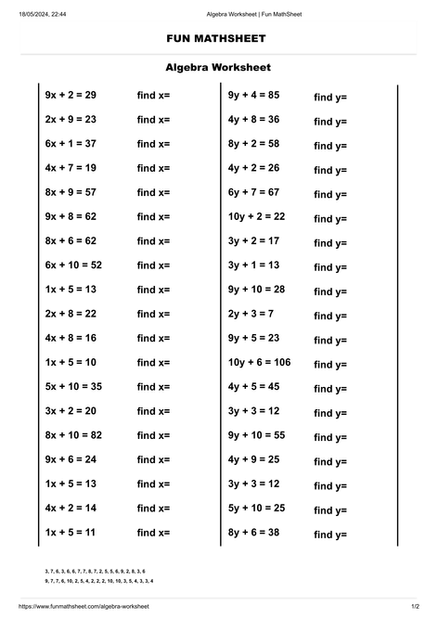 18/05/2024, 22:44 Algebra Worksheet | Fun MathSheet
FUN MATHSHEET
Algebra Worksheet
9x + 2 = 29 find x= 9y + 4 = 85 find y=
2x + 9 = 23 find x= 4y + 8 = 36 find y=
6x + 1 = 37 find x= 8y + 2 = 58 find y=
4x + 7 = 19 find x= 4y + 2 = 26 find y=
8x + 9 = 57 find x= 6y + 7 = 67 find y=
9x + 8 = 62 find x= 10y + 2 = 22 find y=
8x + 6 = 62 find x= 3y + 2 = 17 find y=
6x + 10 = 52 find x= 3y + 1 = 13 find y=
1x + 5 = 13 find x= 9y + 10 = 28 find y=
2x + 8 = 22 find x= 2y + 3 = 7 find y=
4x + 8 = 16 find x= 9y + 5 = 23 find y=
1x + 5 = 10 find x= 10y + 6 = 106 find y=
5x + 10 = 35 find x= 4y + 5 = 45 find y=
3x + 2 = 20 find x= 3y + 3 = 12 find y=
8x + 10 = 82 find x= 9y + 10 = 55 find y=
9x + 6 = 24 find x= 4y + 9 = 25 find y=
1x + 5 = 13 find x= 3y + 3 = 12 find y=
4x + 2 = 14 find x= 5y + 10 = 25 find y=
1x + 5 = 11 find x= 8y + 6 = 38 find y=
3, 7, 6, 3, 6, 6, 7, 7, 8, 7, 2, 5, 5, 6, 9, 2, 8, 3, 6
9, 7, 7, 6, 10, 2, 5, 4, 2, 2, 2, 10, 10, 3, 5, 4, 3, 3, 4
https://www.funmathsheet.com/algebra-worksheet 1/2